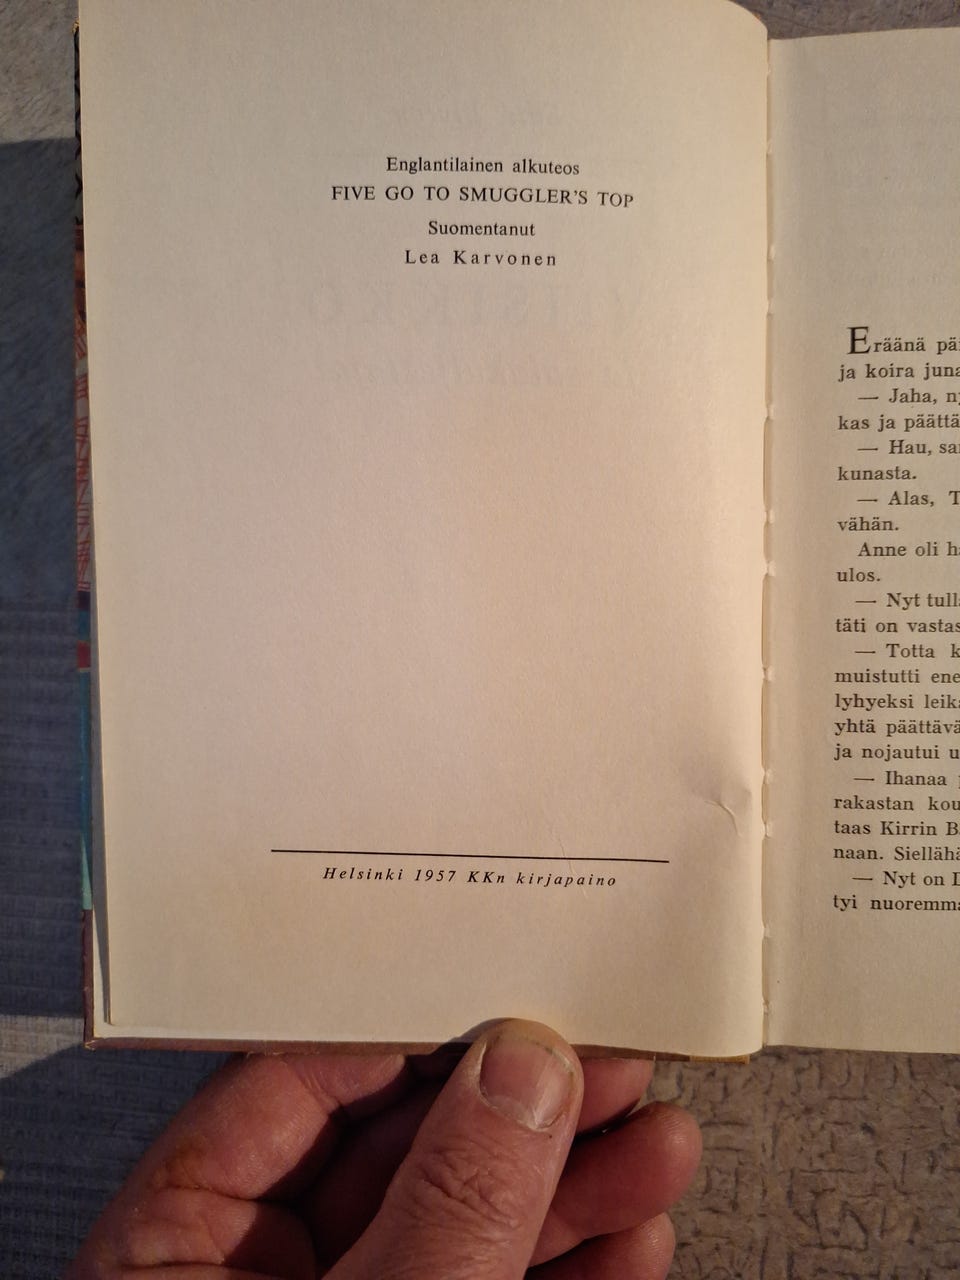 Englantilainen alkuteos
FIVE GO TO SMUGGLER'S TOP
Suomentanut
Lea Karvonen
Helsinki 1957 KKn kirjapaino
Eräänä
ja koira
— Jaha,
kas ja
— Hau,
kunasta.
— Alas,
vähän.
Anne oli
ulos.
— Nyt
täti on
— Totta
muistutti
lyhyeksi
yhtä
ja nojautui
— Ihanaa
rakastan
taas Kirrin
naan.
— Nyt on
tyi